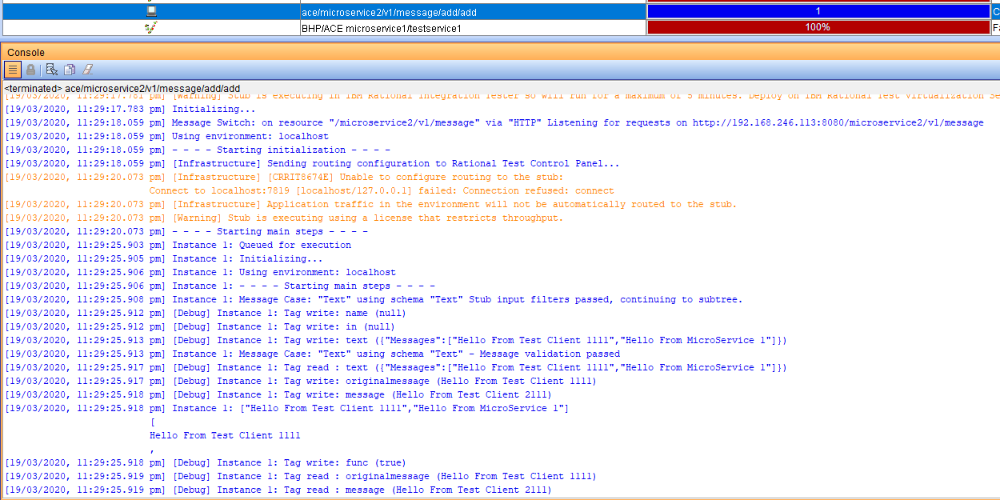 ace/microservice2/v1/message/add/add 1 C
BHP/ACE microservice1/testservice1 100% Fa
Console
<terminated> ace/microservice2/v1/message/add/add
[19/03/2020, 11:29:17.781 pm] [Warning] Stub is executing in IBM Rational Integration Tester so will run for a maximum of 5 minutes. Deploy on IBM Rational Test Virtualization Se
[19/03/2020, 11:29:17.783 pm] Initializing...
[19/03/2020, 11:29:18.059 pm] Message Switch: on resource "/microservice2/v1/message" via "HTTP" Listening for requests on http://192.168.246.113:8080/microservice2/v1/message
[19/03/2020, 11:29:18.059 pm] Using environment: localhost
[19/03/2020, 11:29:18.059 pm] - - - - Starting initialization - - - -
[19/03/2020, 11:29:18.059 pm] [Infrastructure] Sending routing configuration to Rational Test Control Panel...
[19/03/2020, 11:29:20.073 pm] [Infrastructure] [CRRIT8674E] Unable to configure routing to the stub:
Connect to localhost:7819 [localhost/127.0.0.1] failed: Connection refused: connect
[19/03/2020, 11:29:20.073 pm] [Infrastructure] Application traffic in the environment will not be automatically routed to the stub.
[19/03/2020, 11:29:20.073 pm] [Warning] Stub is executing using a license that restricts throughput.
[19/03/2020, 11:29:20.073 pm] - - - - Starting main steps - - - -
[19/03/2020, 11:29:25.903 pm] Instance 1: Queued for execution
[19/03/2020, 11:29:25.905 pm] Instance 1: Initializing...
[19/03/2020, 11:29:25.906 pm] Instance 1: Using environment: localhost
[19/03/2020, 11:29:25.906 pm] Instance 1: - - - - Starting main steps - - - -
[19/03/2020, 11:29:25.908 pm] Instance 1: Message Case: "Text" using schema "Text" Stub input filters passed, continuing to subtree.
[19/03/2020, 11:29:25.912 pm] [Debug] Instance 1: Tag write: name (null)
[19/03/2020, 11:29:25.912 pm] [Debug] Instance 1: Tag write: in (null)
[19/03/2020, 11:29:25.913 pm] [Debug] Instance 1: Tag write: text ({"Messages":["Hello From Test Client 1111","Hello From MicroService 1"]})
[19/03/2020, 11:29:25.913 pm] Instance 1: Message Case: "Text" using schema "Text" - Message validation passed
[19/03/2020, 11:29:25.917 pm] [Debug] Instance 1: Tag read : text ({"Messages":["Hello From Test Client 1111","Hello From MicroService 1"]})
[19/03/2020, 11:29:25.917 pm] [Debug] Instance 1: Tag write: originalmessage (Hello From Test Client 1111)
[19/03/2020, 11:29:25.918 pm] [Debug] Instance 1: Tag write: message (Hello From Test Client 2111)
[19/03/2020, 11:29:25.918 pm] Instance 1: ["Hello From Test Client 1111","Hello From MicroService 1"]
[
Hello From Test Client 1111
,
[19/03/2020, 11:29:25.918 pm] [Debug] Instance 1: Tag write: func (true)
[19/03/2020, 11:29:25.919 pm] [Debug] Instance 1: Tag read : originalmessage (Hello From Test Client 1111)
[19/03/2020, 11:29:25.919 pm] [Debug] Instance 1: Tag read : message (Hello From Test Client 2111)